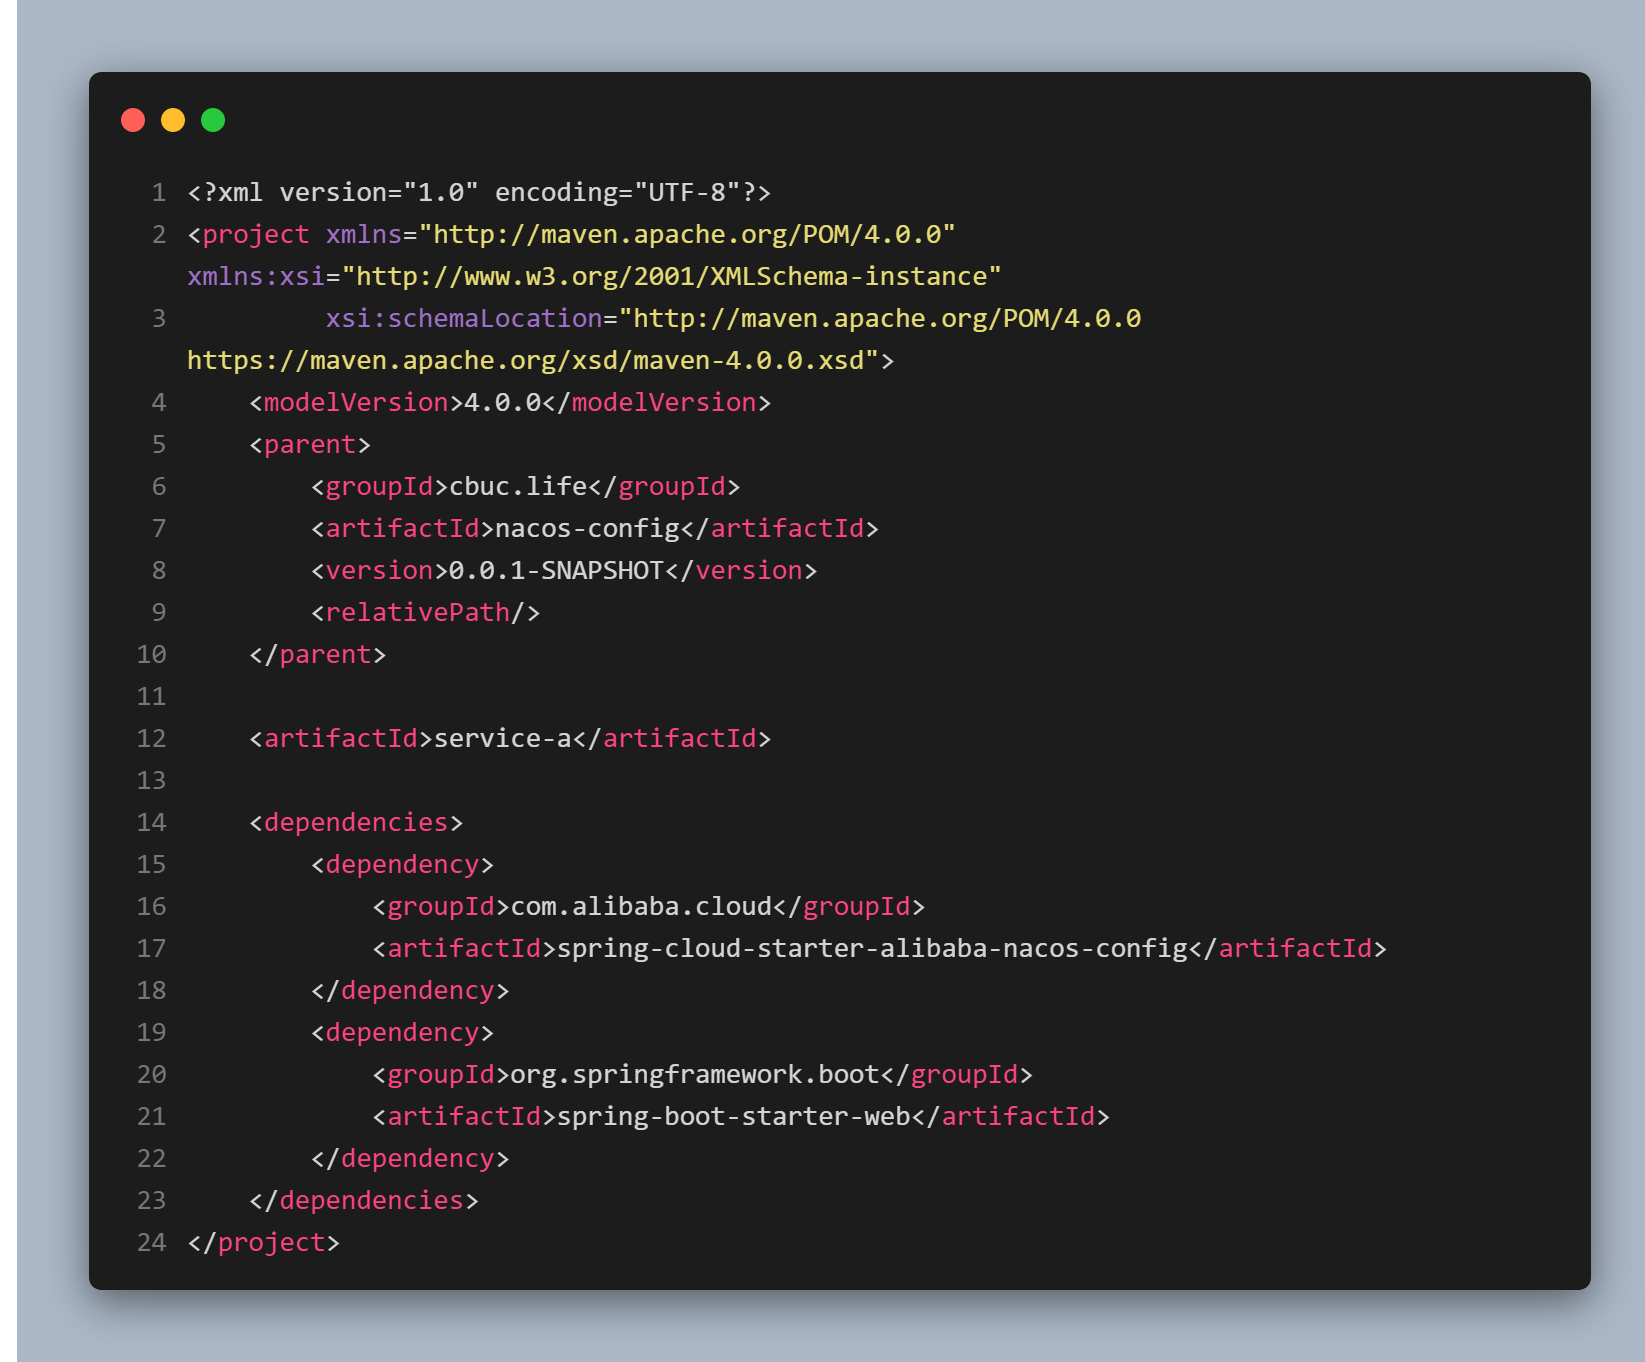 1 <?xml version="1.0" encoding="UTF-8"?>
2 <project xmlns="http://maven.apache.org/POM/4.0.0"
xmlns:xsi="http://www.w3.org/2001/XMLSchema-instance"
3          xsi:schemaLocation="http://maven.apache.org/POM/4.0.0
https://maven.apache.org/xsd/maven-4.0.0.xsd">
4     <modelVersion>4.0.0</modelVersion>
5     <parent>
6         <groupId>cbuc.life</groupId>
7         <artifactId>nacos-config</artifactId>
8         <version>0.0.1-SNAPSHOT</version>
9         <relativePath/>
10     </parent>
11
12     <artifactId>service-a</artifactId>
13
14     <dependencies>
15         <dependency>
16             <groupId>com.alibaba.cloud</groupId>
17             <artifactId>spring-cloud-starter-alibaba-nacos-config</artifactId>
18         </dependency>
19         <dependency>
20             <groupId>org.springframework.boot</groupId>
21             <artifactId>spring-boot-starter-web</artifactId>
22         </dependency>
23     </dependencies>
24 </project>